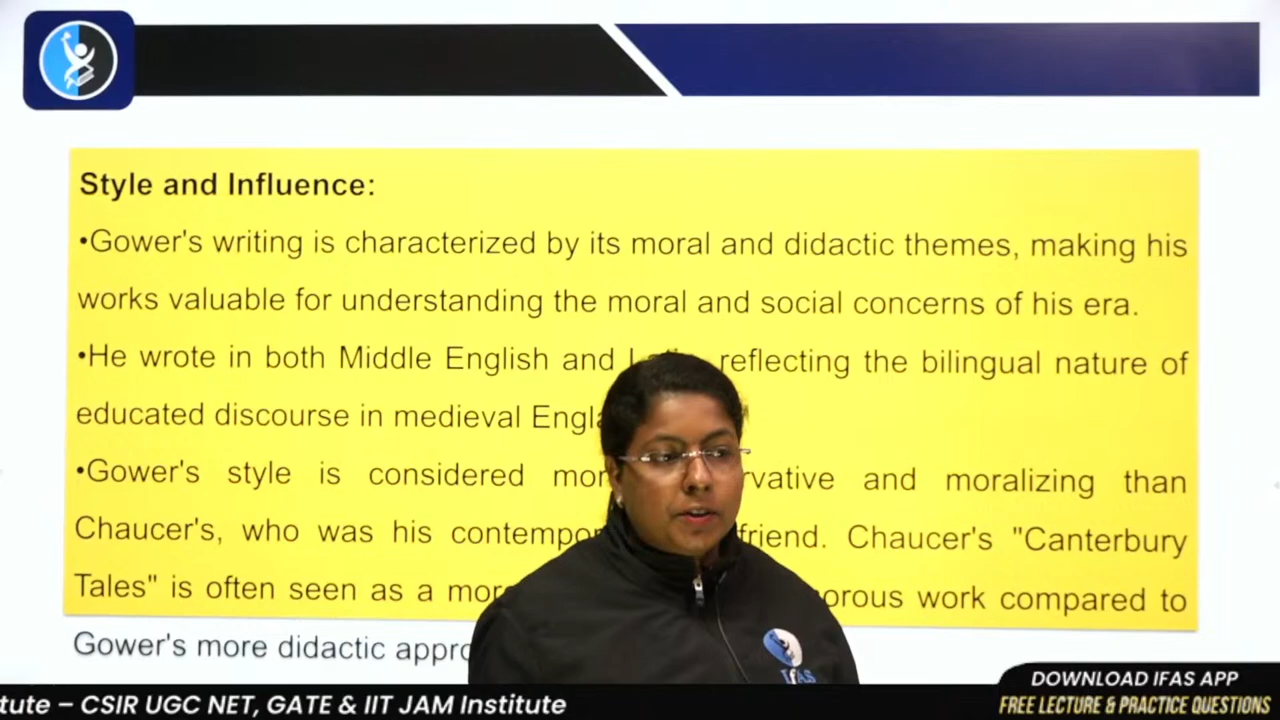 Style and Influence:
•Gower's writing is characterized by its moral and didactic themes, making his
works valuable for understanding the moral and social concerns of his era.
•He wrote in both Middle English and reflecting the bilingual nature of
educated discourse in medieval
•Gower's style is considered and moralizing than
Chaucer's, who was his friend. Chaucer's "Canterbury
Tales" is often seen as a work compared to
Gower's more didactic
IFAS
tute – CSIR UGC NET, GATE & IIT JAM Institute
DOWNLOAD IFAS APP
FREE LECTURE & PRACTICE QUESTIONS